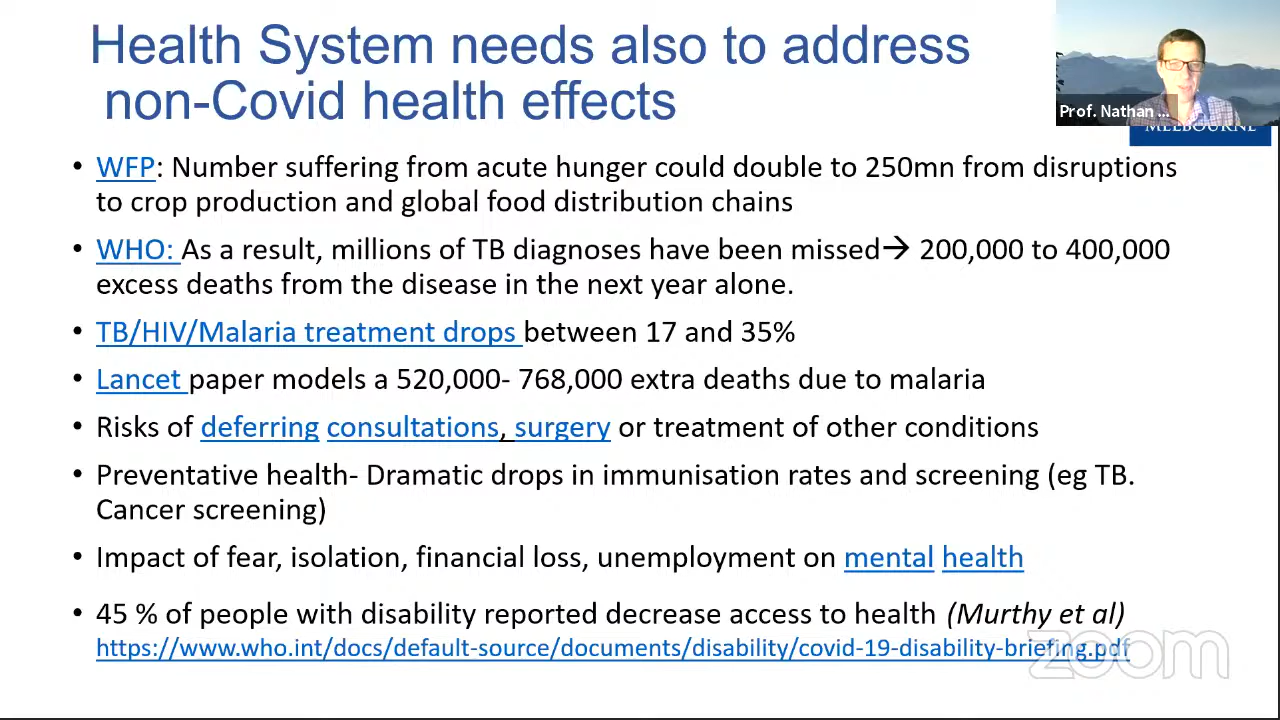 Health System needs also to address
non-Covid health effects
Prof. Nathan ...
MELBOURNE
• WFP: Number suffering from acute hunger could double to 250mn from disruptions
to crop production and global food distribution chains
• WHO: As a result, millions of TB diagnoses have been missed→ 200,000 to 400,000
excess deaths from the disease in the next year alone.
• TB/HIV/Malaria treatment drops between 17 and 35%
• Lancet paper models a 520,000- 768,000 extra deaths due to malaria
• Risks of deferring consultations, surgery or treatment of other conditions
• Preventative health- Dramatic drops in immunisation rates and screening (eg TB.
Cancer screening)
• Impact of fear, isolation, financial loss, unemployment on mental health
• 45 % of people with disability reported decrease access to health (Murthy et al)
https://www.who.int/docs/default-source/documents/disability/covid-19-disability-briefing.pdf
zoom